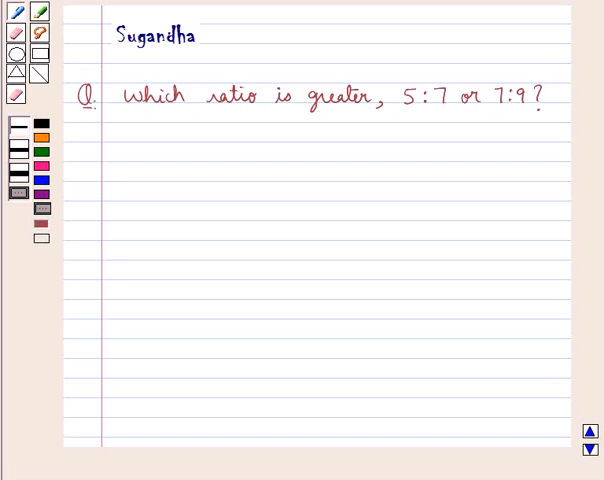 Sugandha
Q. Which ratio is greater, 5:7 or 7:9?